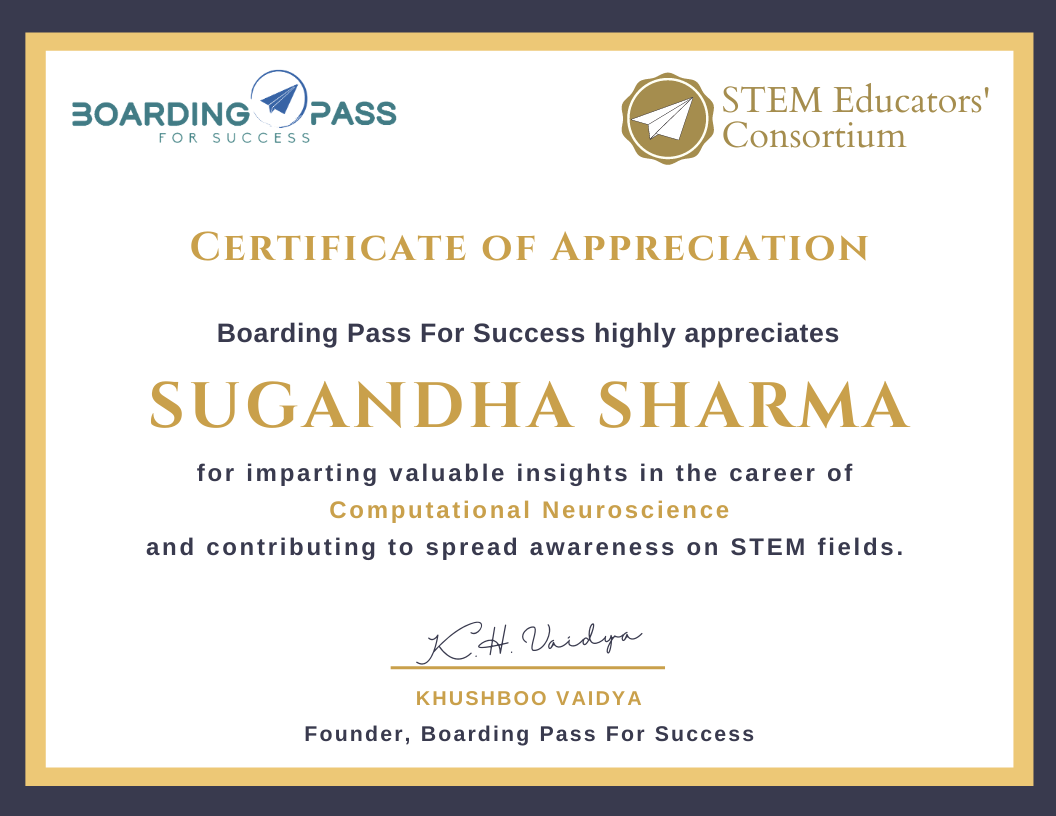 BOARDING PASS
FOR SUCCESS
STEM Educators'
Consortium
Certificate of Appreciation
Boarding Pass For Success highly appreciates
SUGANDHA SHARMA
for imparting valuable insights in the career of
Computational Neuroscience
and contributing to spread awareness on STEM fields.
K.H. Vaidya
KHUSHBOO VAIDYA
Founder, Boarding Pass For Success